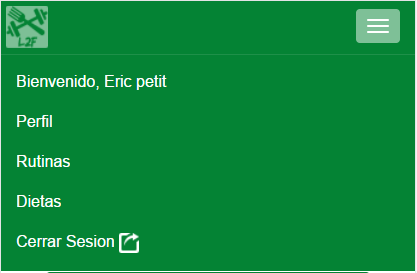 L2F
Bienvenido, Eric petit
Perfil
Rutinas
Dietas
Cerrar Sesion